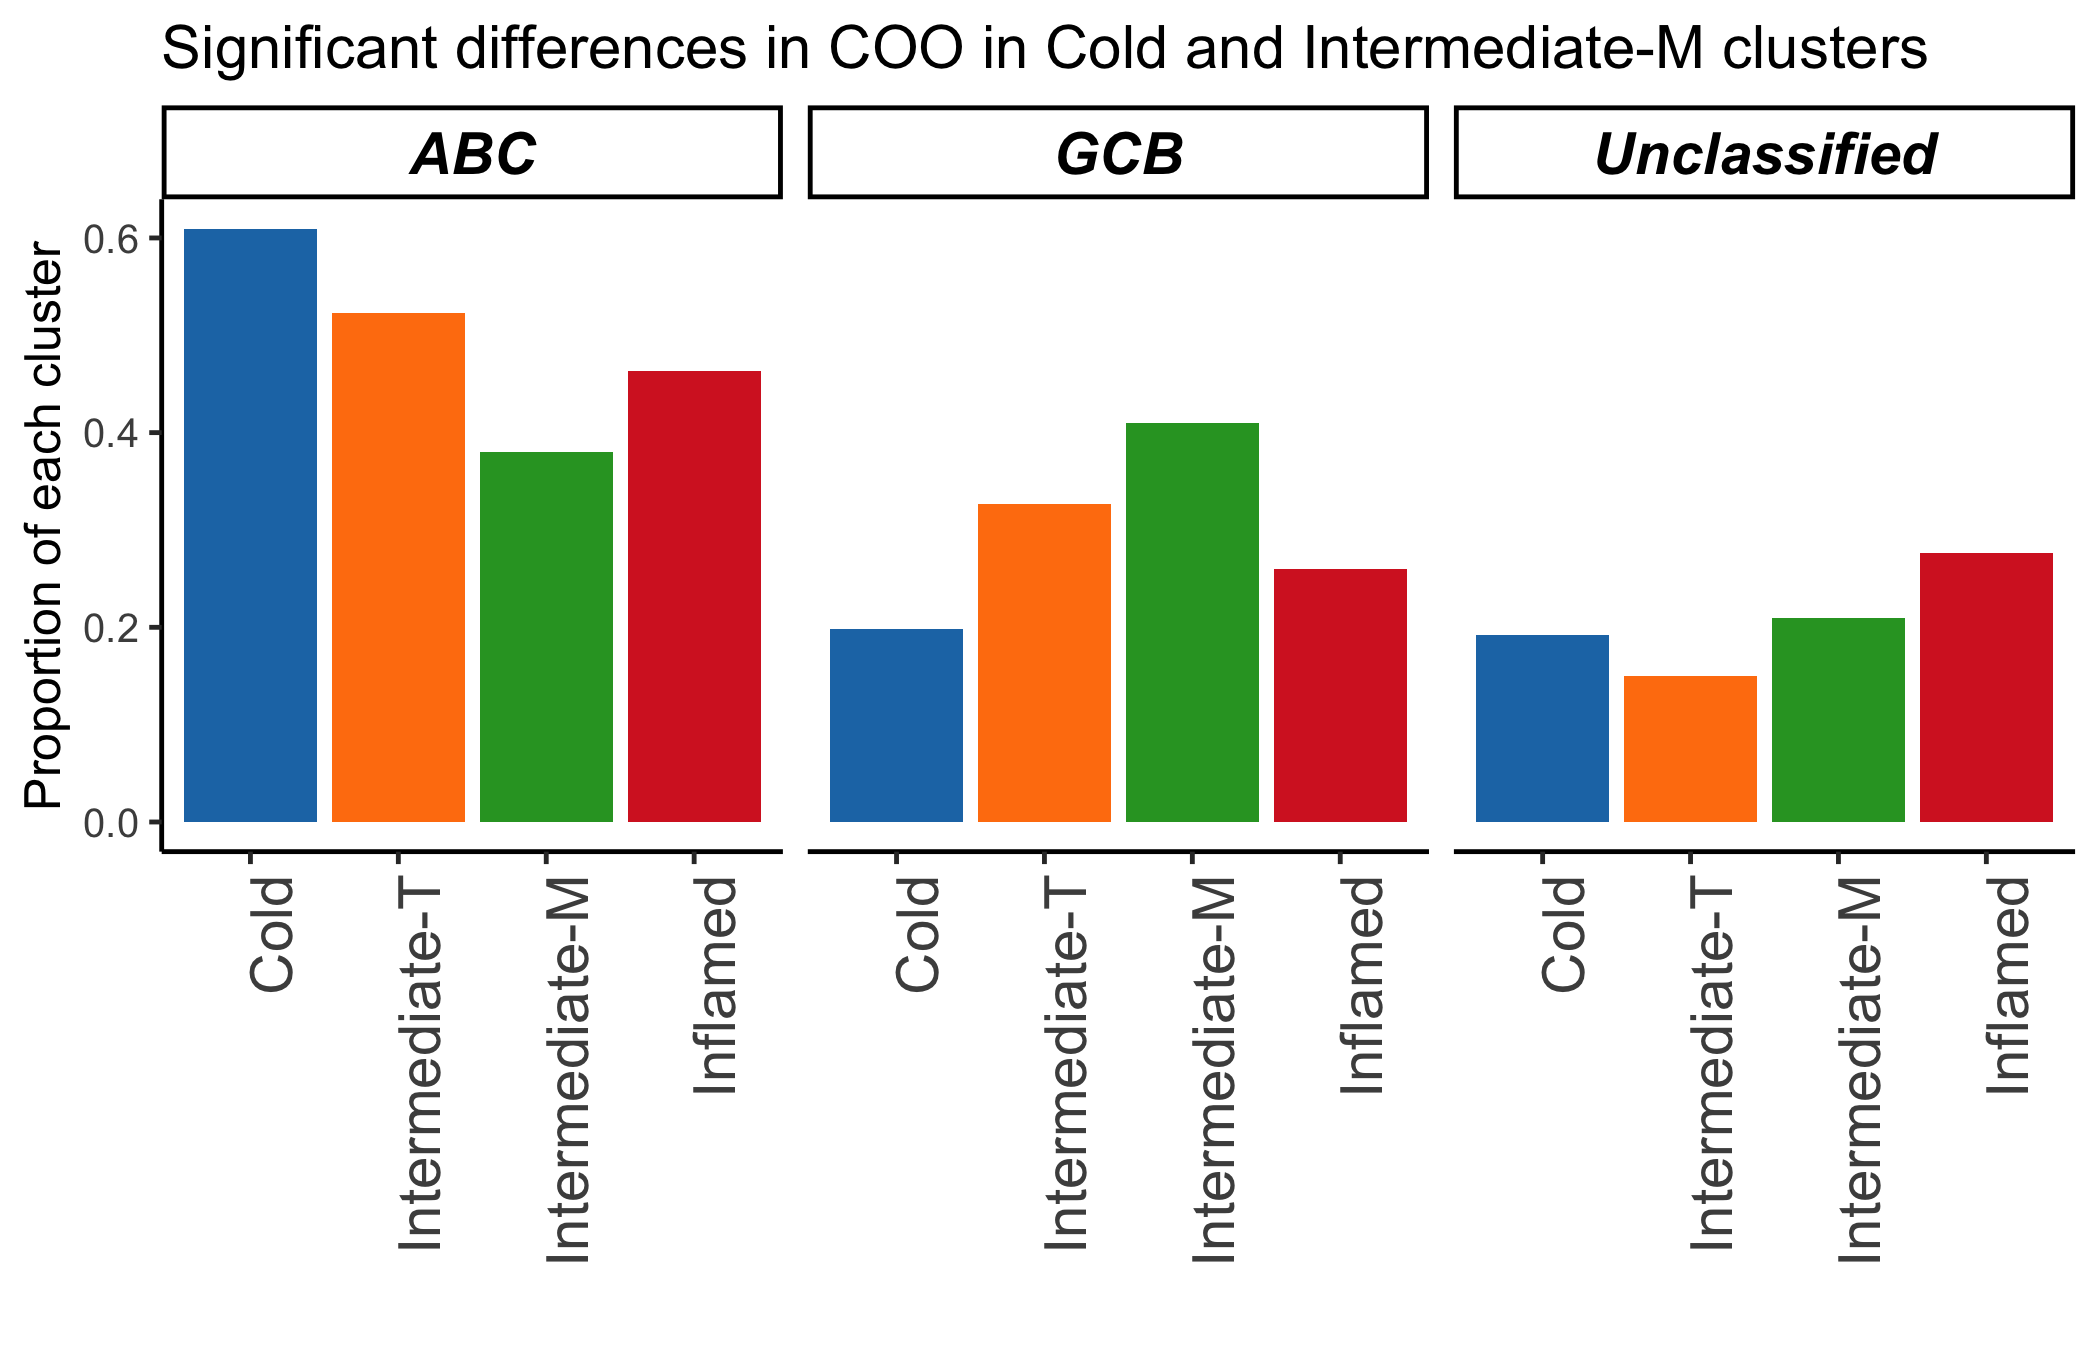 Significant differences in COO in Cold and Intermediate-M clusters
ABC
GCB
Unclassified
Proportion of each cluster
0.6
0.4
0.2
0.0
Cold
Intermediate-T
Intermediate-M
Inflamed
Cold
Intermediate-T
Intermediate-M
Inflamed
Cold
Intermediate-T
Intermediate-M
Inflamed